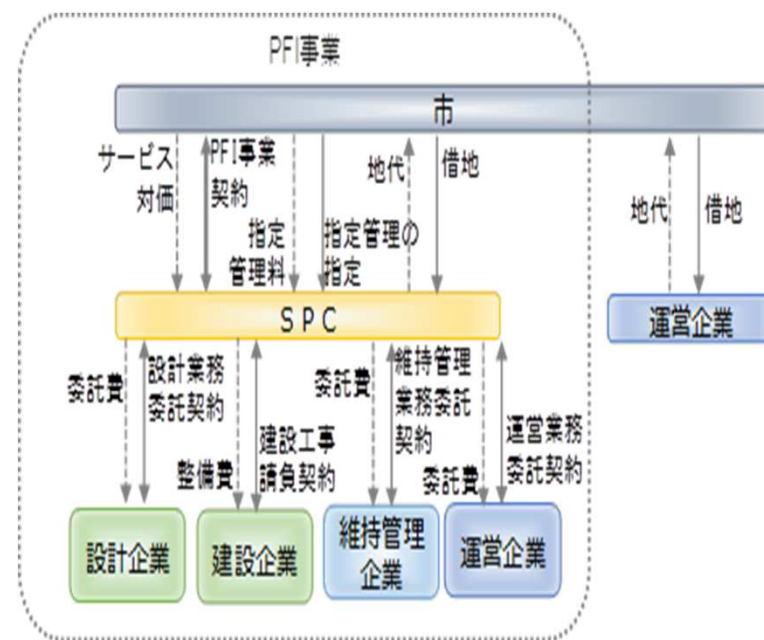 PFI事業
市
サービス
対価
PFI事業
契約
指定
管理料
指定管理の
指定
地代
借地
地代
借地
SPC
運営企業
委託費
設計業務
委託契約
整備費
建設工事
請負契約
委託費
維持管理
業務委託
契約
委託費
運営業務
委託契約
設計企業
建設企業
維持管理
企業
運営企業